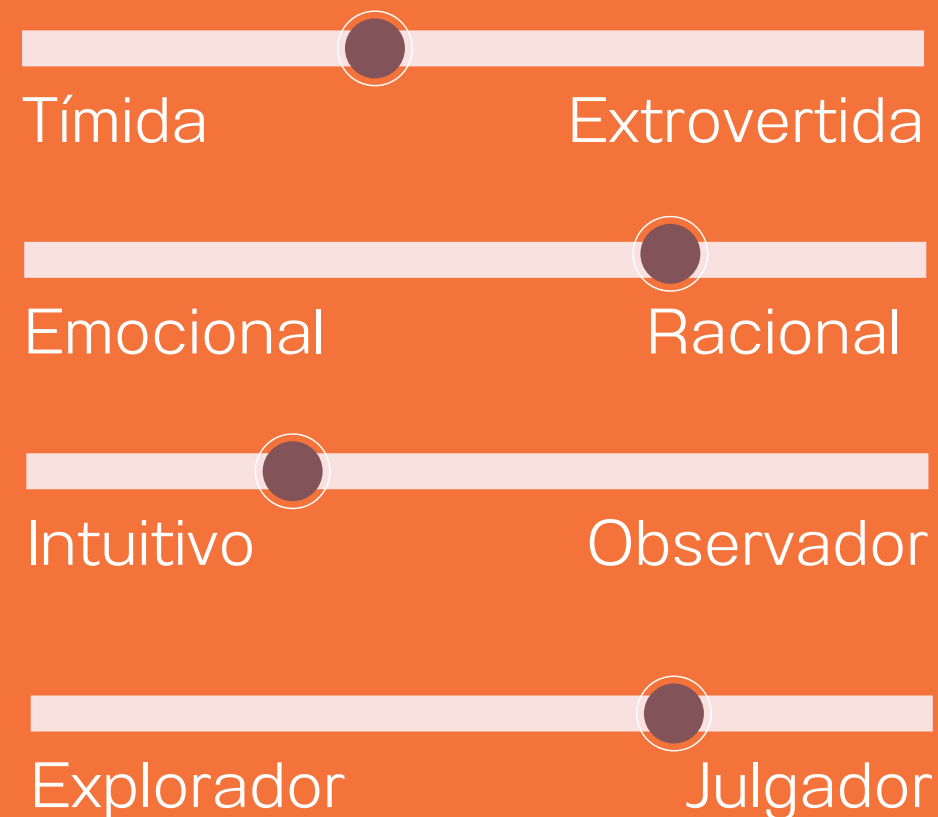 Tímida Extrovertida
Emocional Racional
Intuitivo Observador
Explorador Julgador